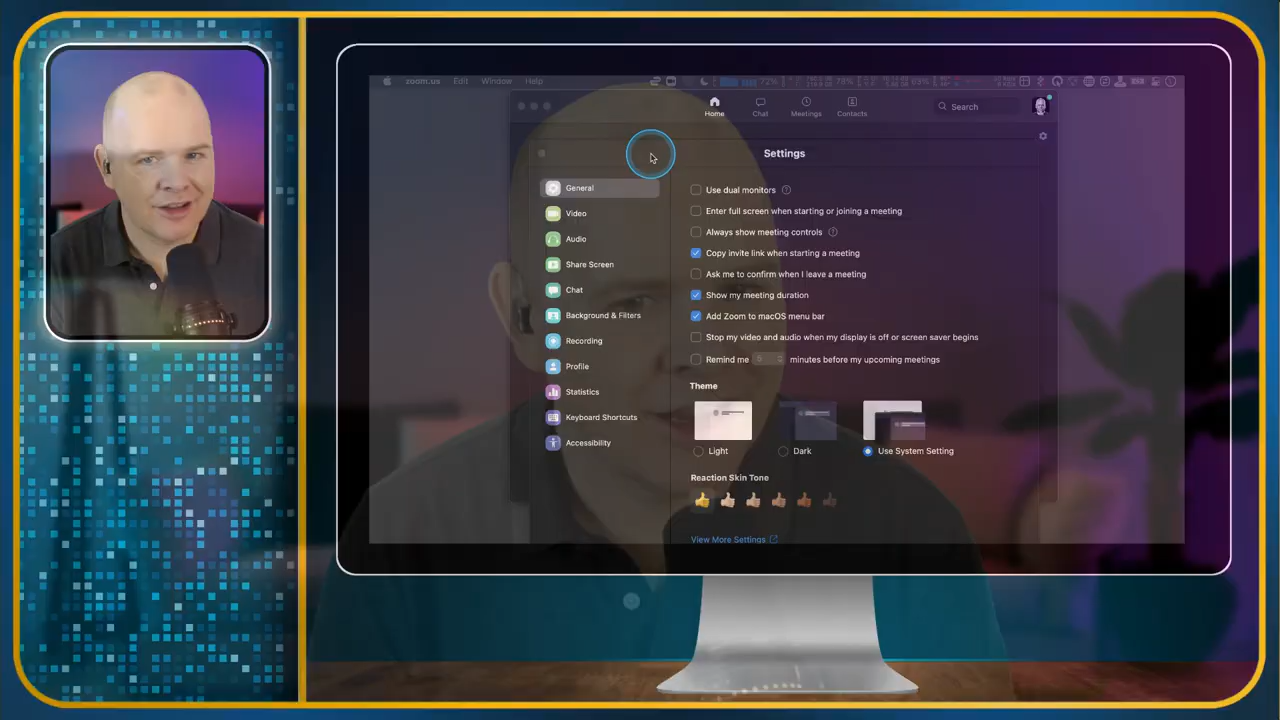 zoom.us Edit Window Help
72% 78% 63%
Home Chat Meetings Contacts Search
Settings
General
Video
Audio
Share Screen
Chat
Background & Filters
Recording
Profile
Statistics
Keyboard Shortcuts
Accessibility
Use dual monitors ?
Enter full screen when starting or joining a meeting
Always show meeting controls ?
Copy invite link when starting a meeting
Ask me to confirm when I leave a meeting
Show my meeting duration
Add Zoom to macOS menu bar
Stop my video and audio when my display is off or screen saver begins
Remind me 5 minutes before my upcoming meetings
Theme
Light Dark Use System Setting
Reaction Skin Tone
View More Settings